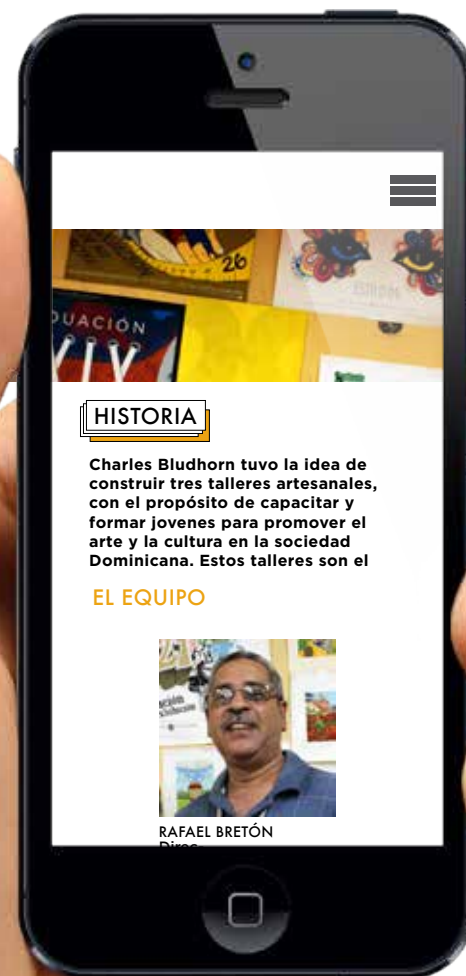 26
DUACIÓN
XIX
HISTORIA
Charles Bludhorn tuvo la idea de
construir tres talleres artesanales,
con el propósito de capacitar y
formar jovenes para promover el
arte y la cultura en la sociedad
Dominicana. Estos talleres son el
EL EQUIPO
RAFAEL BRETÓN